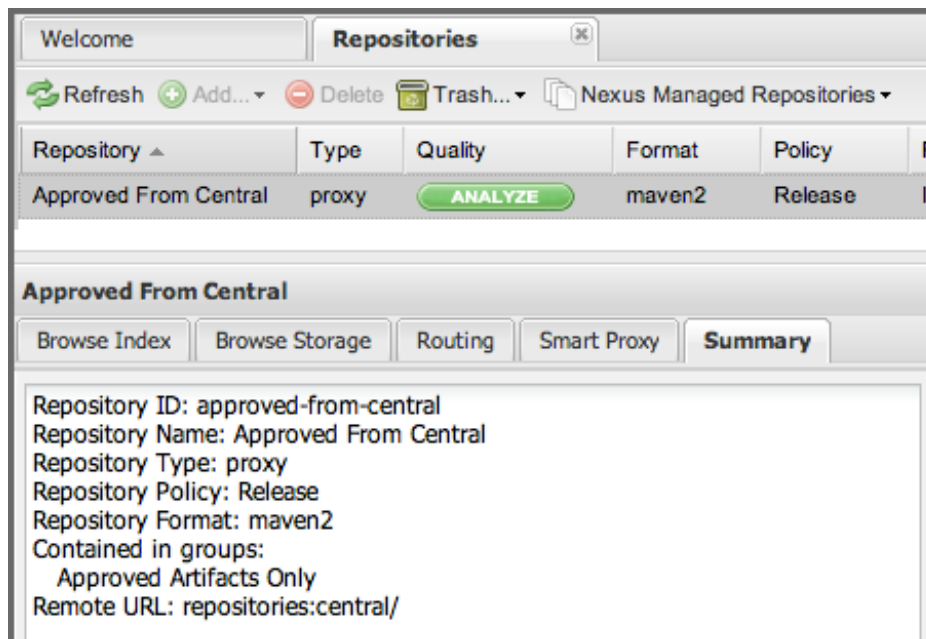 Welcome Repositories
Refresh Add... Delete Trash... Nexus Managed Repositories
Repository Type Quality Format Policy
Approved From Central proxy ANALYZE maven2 Release
Approved From Central
Browse Index Browse Storage Routing Smart Proxy Summary
Repository ID: approved-from-central
Repository Name: Approved From Central
Repository Type: proxy
Repository Policy: Release
Repository Format: maven2
Contained in groups:
Approved Artifacts Only
Remote URL: repositories:central/